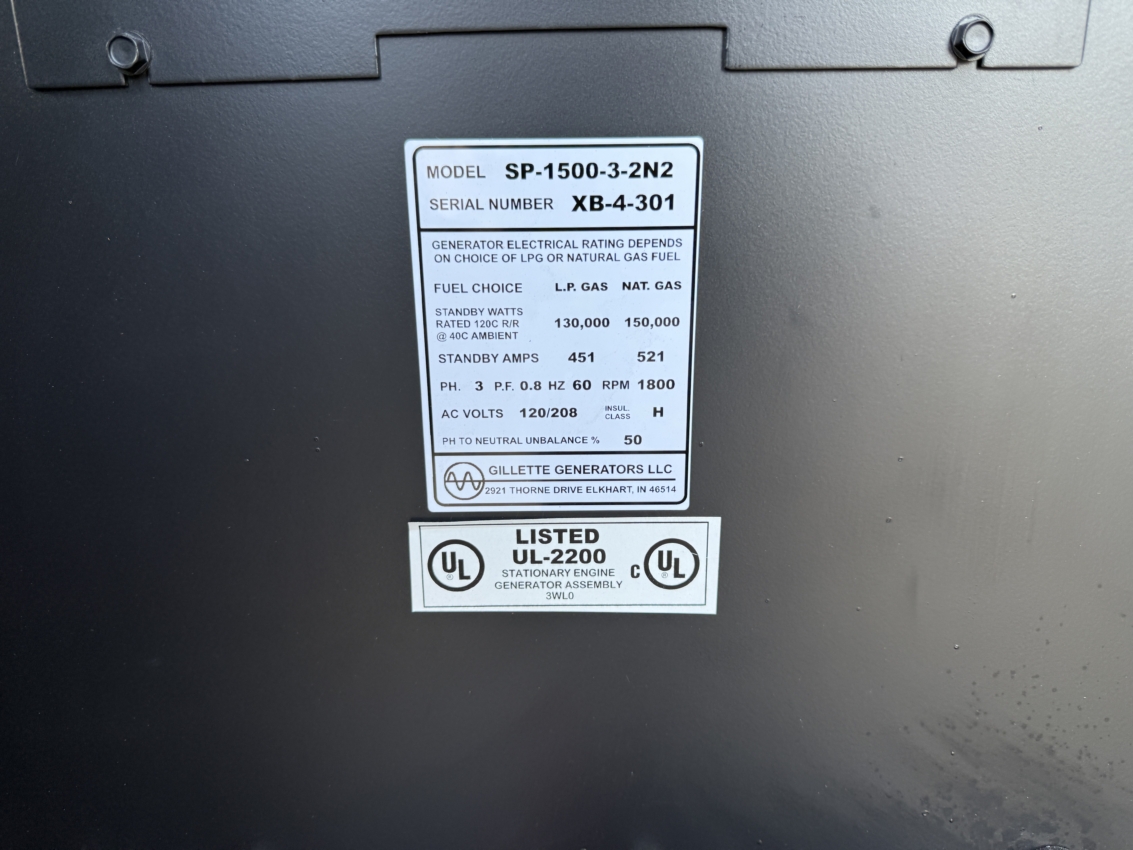 MODEL SP-1500-3-2N2
SERIAL NUMBER XB-4-301
GENERATOR ELECTRICAL RATING DEPENDS
ON CHOICE OF LPG OR NATURAL GAS FUEL
FUEL CHOICE L.P. GAS NAT. GAS
STANDBY WATTS
RATED 120C R/R 130,000 150,000
@ 40C AMBIENT
STANDBY AMPS 451 521
PH. 3 P.F. 0.8 HZ 60 RPM 1800
AC VOLTS 120/208 INSUL. CLASS H
PH TO NEUTRAL UNBALANCE % 50
GILLETTE GENERATORS LLC
2921 THORNE DRIVE ELKHART, IN 46514
LISTED
UL-2200
STATIONARY ENGINE
GENERATOR ASSEMBLY
3WL0
UL ®
C UL ®